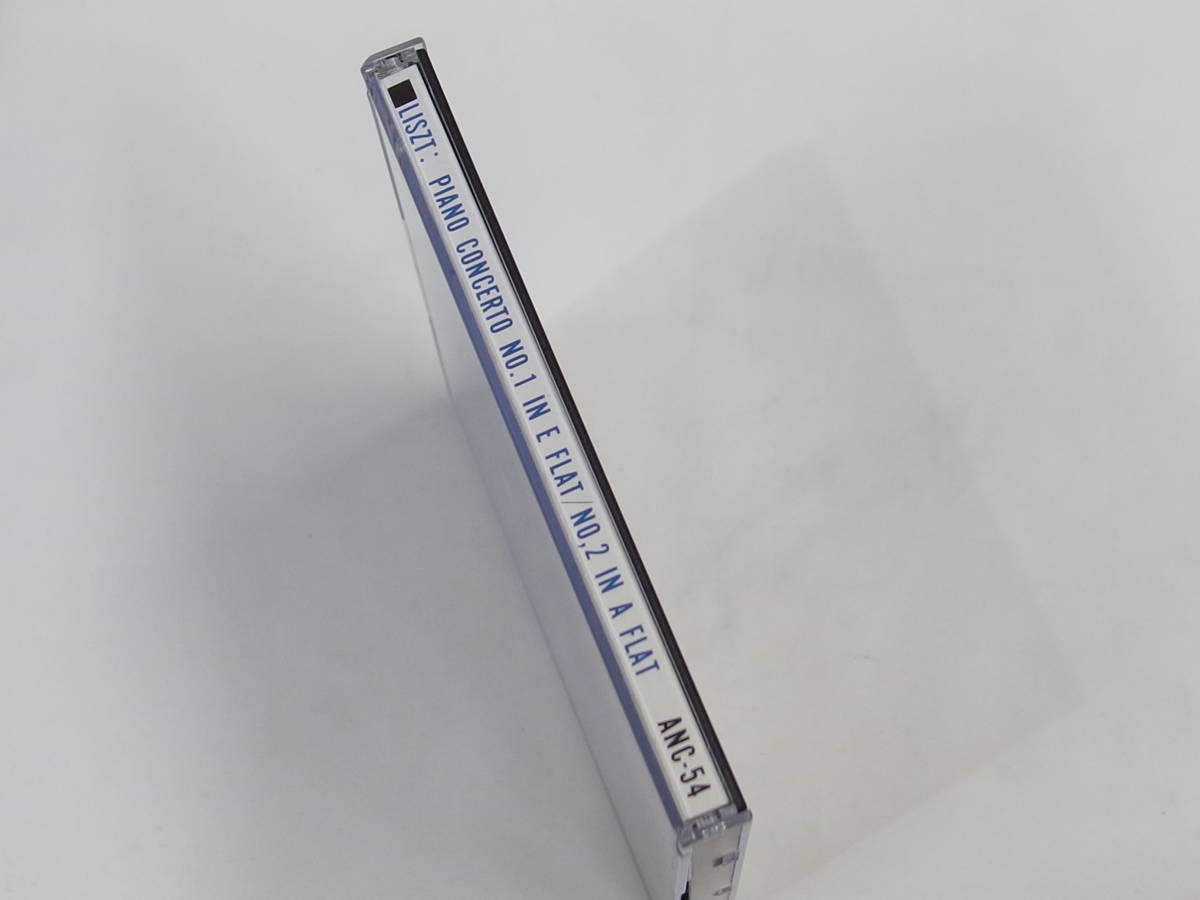 ■LISZT: PIANO CONCERTO NO.1 IN E FLAT/NO,2 IN A FLAT ANC-54